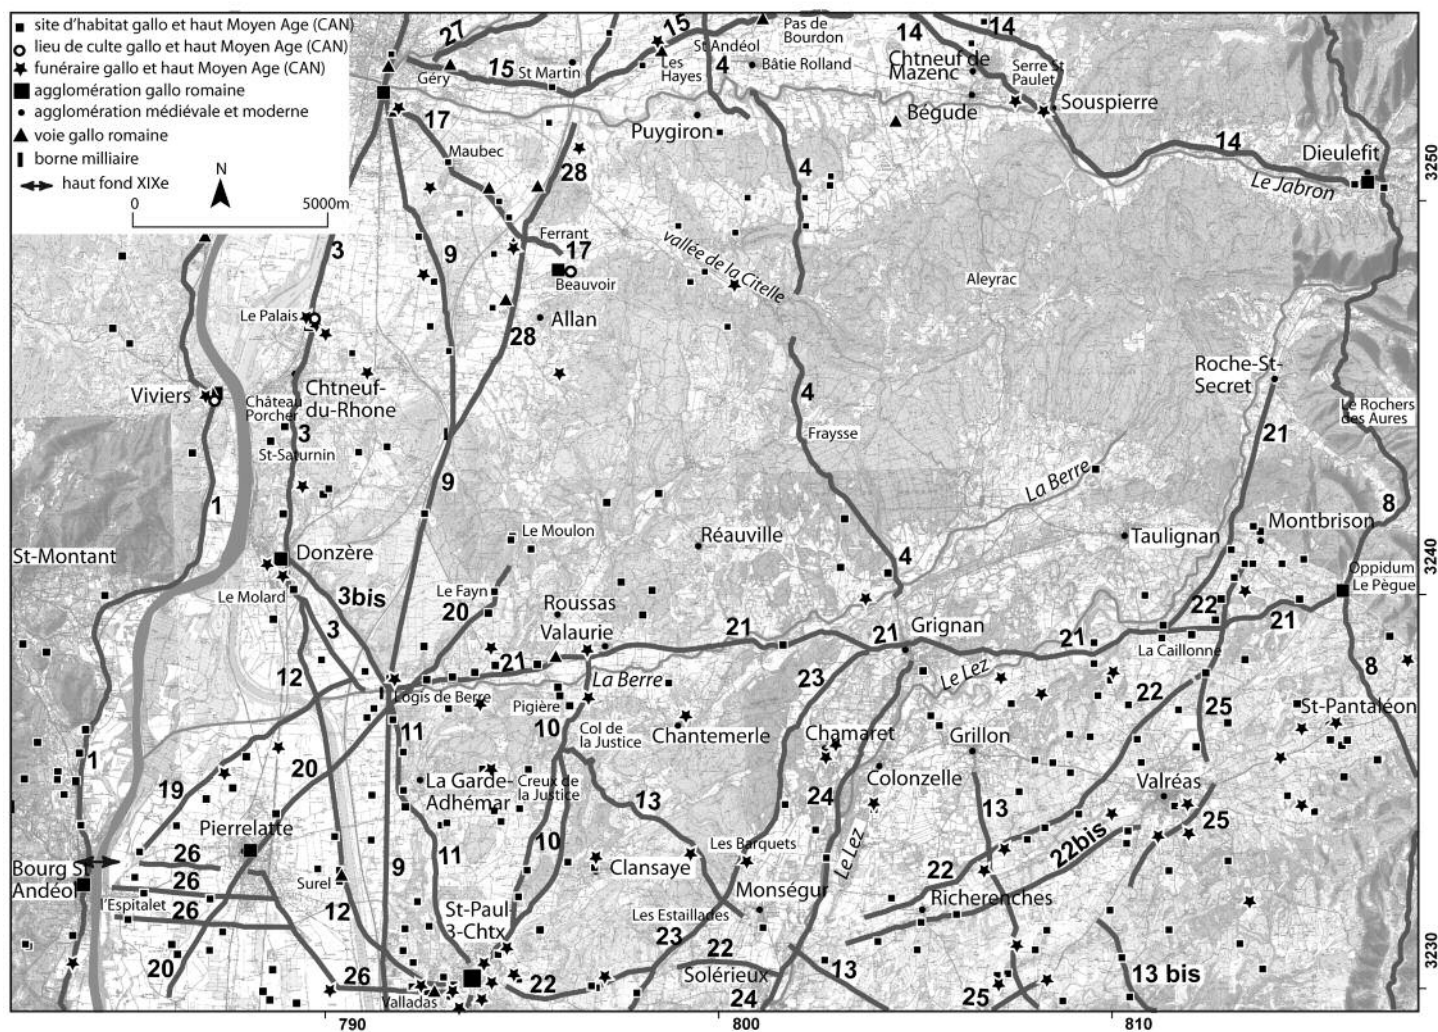 site d'habitat gallo et haut Moyen Age (CAN)
lieu de culte gallo et haut Moyen Age (CAN)
funéraire gallo et haut Moyen Age (CAN)
agglomération gallo romaine
agglomération médiévale et moderne
voie gallo romaine
borne milliaire
haut fond XIXe
N
0 5000m
27
15
Pas de
Bourdon
14
14
St Andéol
Géry
15
St Martin
Les
Hayes
4
Bâtie Rolland
Chtneuf de
Mazenc
Serre St
Paulet
Souspierre
Bégude
17
Puygiron
Maubec
28
4
14
Dieulefit
3250
Le Jabron
3
9
Ferrant
17
Beauvoir
vallée de la Citelle
Aleyrac
Le Palais
28
Allan
Roche-St-
Secret
Viviers
Château
Porcher
Chtneuf-
du-Rhone
4
Le Rochers
des Aures
3
St-Saturnin
Fraysse
21
1
9
La Berre
8
St-Montant
Donzère
Le Moulon
Réauville
4
Taulignan
Montbrison
3240
Le Molard
3bis
Le Fayn
20
Oppidum
Le Pègue
3
Roussas
Valaurie
21
21
Grignan
21
22
21
La Caillonne
12
21
La Berre
23
Le Lez
8
Logis de Berre
Pigière
22
25
St-Pantaléon
1
11
10
Col de
la Justice
Chantemerle
Chamaret
Grillon
19
20
La Garde-
Adhémar
Creux de
la Justice
Colonzelle
Valréas
13
24
13
25
Pierrelatte
10
Les Barquets
22bis
Bourg St
Andéol
26
9
11
Clansaye
Le Lez
22
26
Surel
Monségur
Richerenches
l'Espitalet
26
12
St-Paul
3-Chtx
Les Estaillades
23
22
20
26
Valladas
22
Solérieux
13
13 bis
3230
24
25
790
800
810